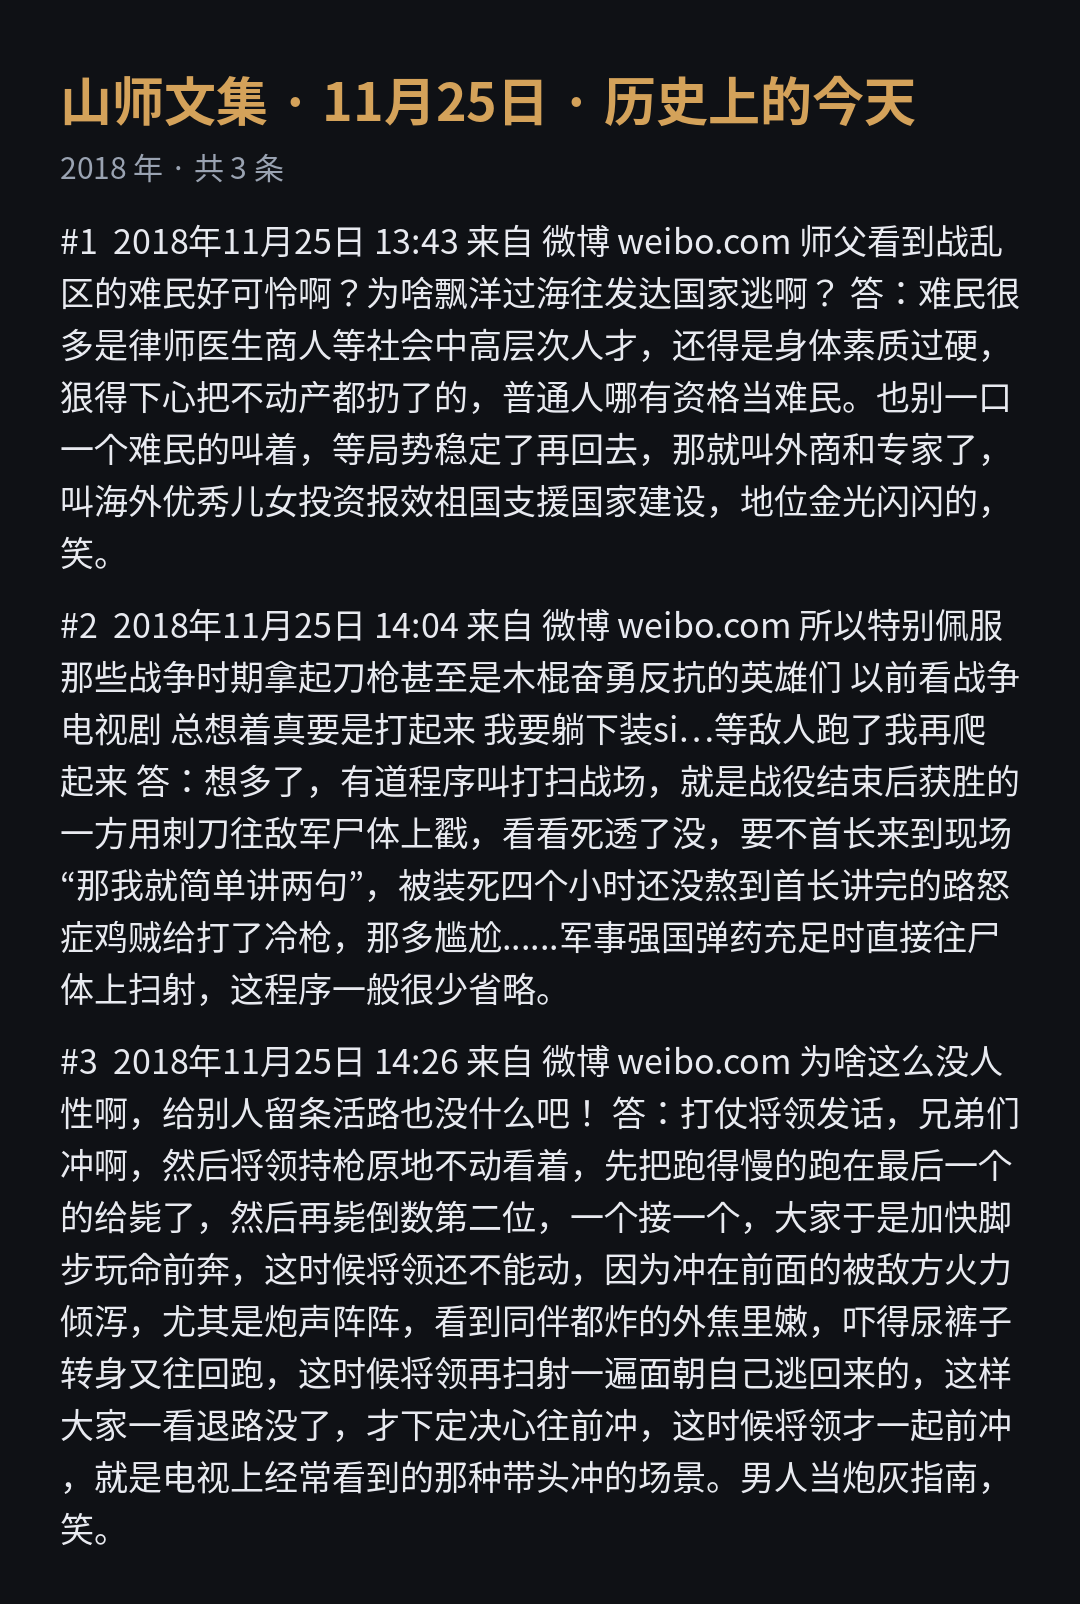 山师文集 · 11月25日 · 历史上的今天
2018 年 · 共 3 条
#1 2018年11月25日 13:43 来自 微博 weibo.com 师父看到战乱
区的难民好可怜啊？为啥飘洋过海往发达国家逃啊？ 答：难民很
多是律师医生商人等社会中高层次人才，还得是身体素质过硬，
狠得下心把不动产都扔了的，普通人哪有资格当难民。也别一口
一个难民的叫着，等局势稳定了再回去，那就叫外商和专家了，
叫海外优秀儿女投资报效祖国支援国家建设，地位金光闪闪的，
笑。
#2 2018年11月25日 14:04 来自 微博 weibo.com 所以特别佩服
那些战争时期拿起刀枪甚至是木棍奋勇反抗的英雄们 以前看战争
电视剧 总想着真要是打起来 我要躺下装si…等敌人跑了我再爬
起来 答：想多了，有道程序叫打扫战场，就是战役结束后获胜的
一方用刺刀往敌军尸体上戳，看看死透了没，要不首长来到现场
“那我就简单讲两句”，被装死四个小时还没熬到首长讲完的路怒
症鸡贼给打了冷枪，那多尴尬......军事强国弹药充足时直接往尸
体上扫射，这程序一般很少省略。
#3 2018年11月25日 14:26 来自 微博 weibo.com 为啥这么没人
性啊，给别人留条活路也没什么吧！ 答：打仗将领发话，兄弟们
冲啊，然后将领持枪原地不动看着，先把跑得慢的跑在最后一个
的给毙了，然后再毙倒数第二位，一个接一个，大家于是加快脚
步玩命前奔，这时候将领还不能动，因为冲在前面的被敌方火力
倾泻，尤其是炮声阵阵，看到同伴都炸的外焦里嫩，吓得尿裤子
转身又往回跑，这时候将领再扫射一遍面朝自己逃回来的，这样
大家一看退路没了，才下定决心往前冲，这时候将领才一起前冲
，就是电视上经常看到的那种带头冲的场景。男人当炮灰指南，
笑。